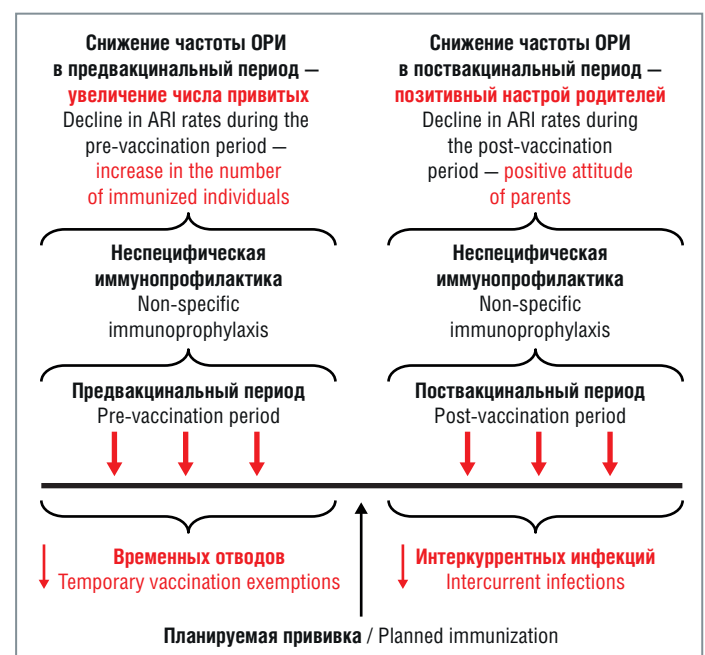 Снижение частоты ОРИ
в предвакцинальный период —
увеличение числа привитых
Decline in ARI rates during the
pre-vaccination period —
increase in the number
of immunized individuals
Снижение частоты ОРИ
в поствакцинальный период —
позитивный настрой родителей
Decline in ARI rates during
the post-vaccination
period — positive attitude
of parents
Неспецифическая
иммунопрофилактика
Non-specific
immunoprophylaxis
Неспецифическая
иммунопрофилактика
Non-specific
immunoprophylaxis
Предвакцинальный период
Pre-vaccination period
Поствакцинальный период
Post-vaccination period
Временных отводов
Temporary vaccination exemptions
Интеркуррентных инфекций
Intercurrent infections
Планируемая прививка / Planned immunization